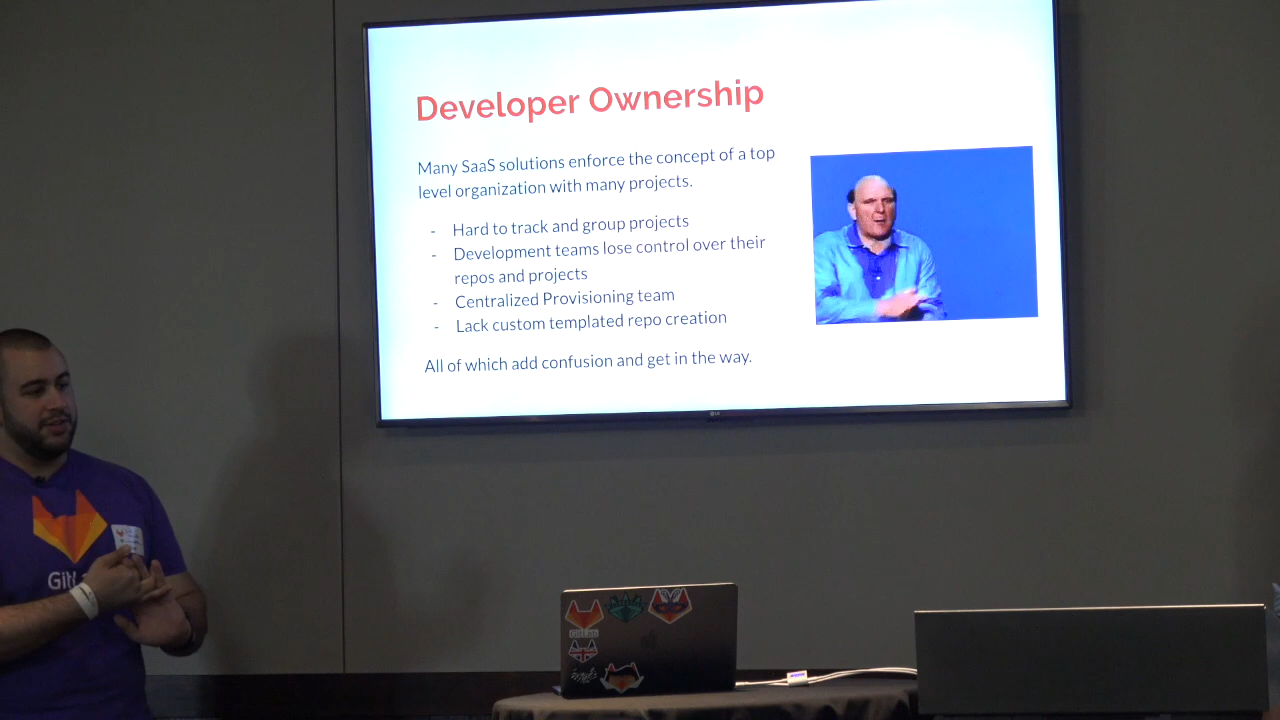 Developer Ownership
Many SaaS solutions enforce the concept of a top
level organization with many projects.
- Hard to track and group projects
- Development teams lose control over their
repos and projects
- Centralized Provisioning team
- Lack custom templated repo creation
All of which add confusion and get in the way.
LG
GitLab